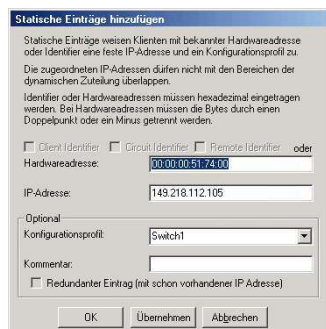 Statische Einträge hinzufügen
Statische Einträge weisen Klienten mit bekannter Hardwareadresse
oder Identifier eine feste IP-Adresse und ein Konfigurationsprofil zu.
Die zugeordneten IP-Adressen dürfen nicht mit den Bereichen der
dynamischen Zuteilung überlappen.
Identifier oder Hardwareadressen müssen hexadezimal eingetragen
werden. Bei Hardwareadressen müssen die Bytes durch einen
Doppelpunkt oder ein Minus getrennt werden.
Client Identifier Circuit Identifier Remote Identifier oder
Hardwareadresse: 00:00:00:51:74:00
IP-Adresse: 149.218.112.105
Optional
Konfigurationsprofil: Switch1
Kommentar:
Redundanter Eintrag (mit schon vorhandener IP Adresse)
OK Übernehmen Abbrechen